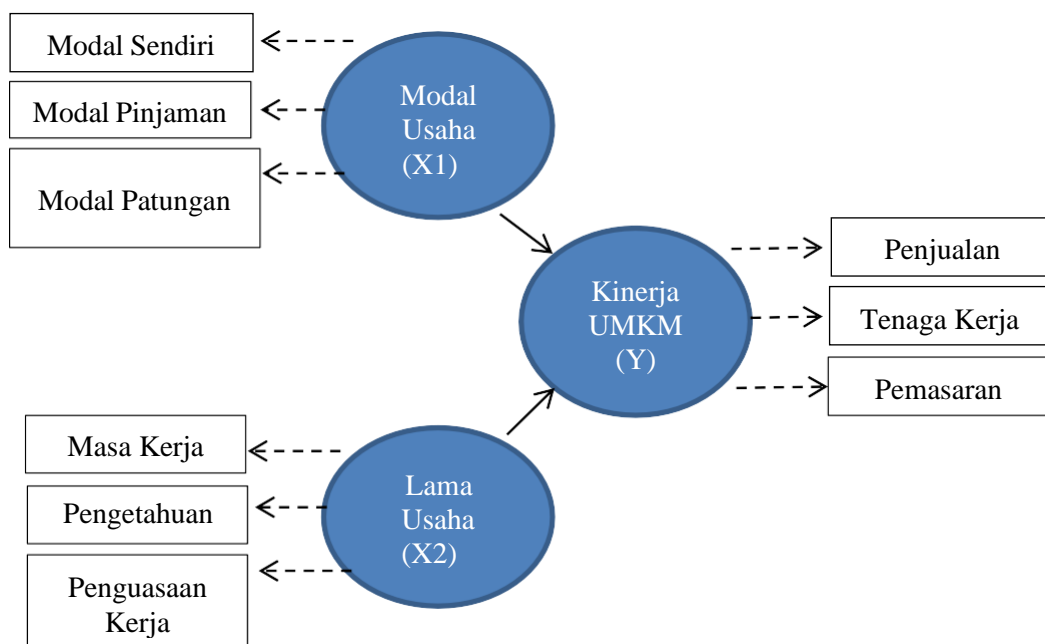 Modal Sendiri
Modal Pinjaman
Modal Patungan
Modal
Usaha
(X1)
Kinerja
UMKM
(Y)
Penjualan
Tenaga Kerja
Pemasaran
Masa Kerja
Pengetahuan
Penguasaan
Kerja
Lama
Usaha
(X2)